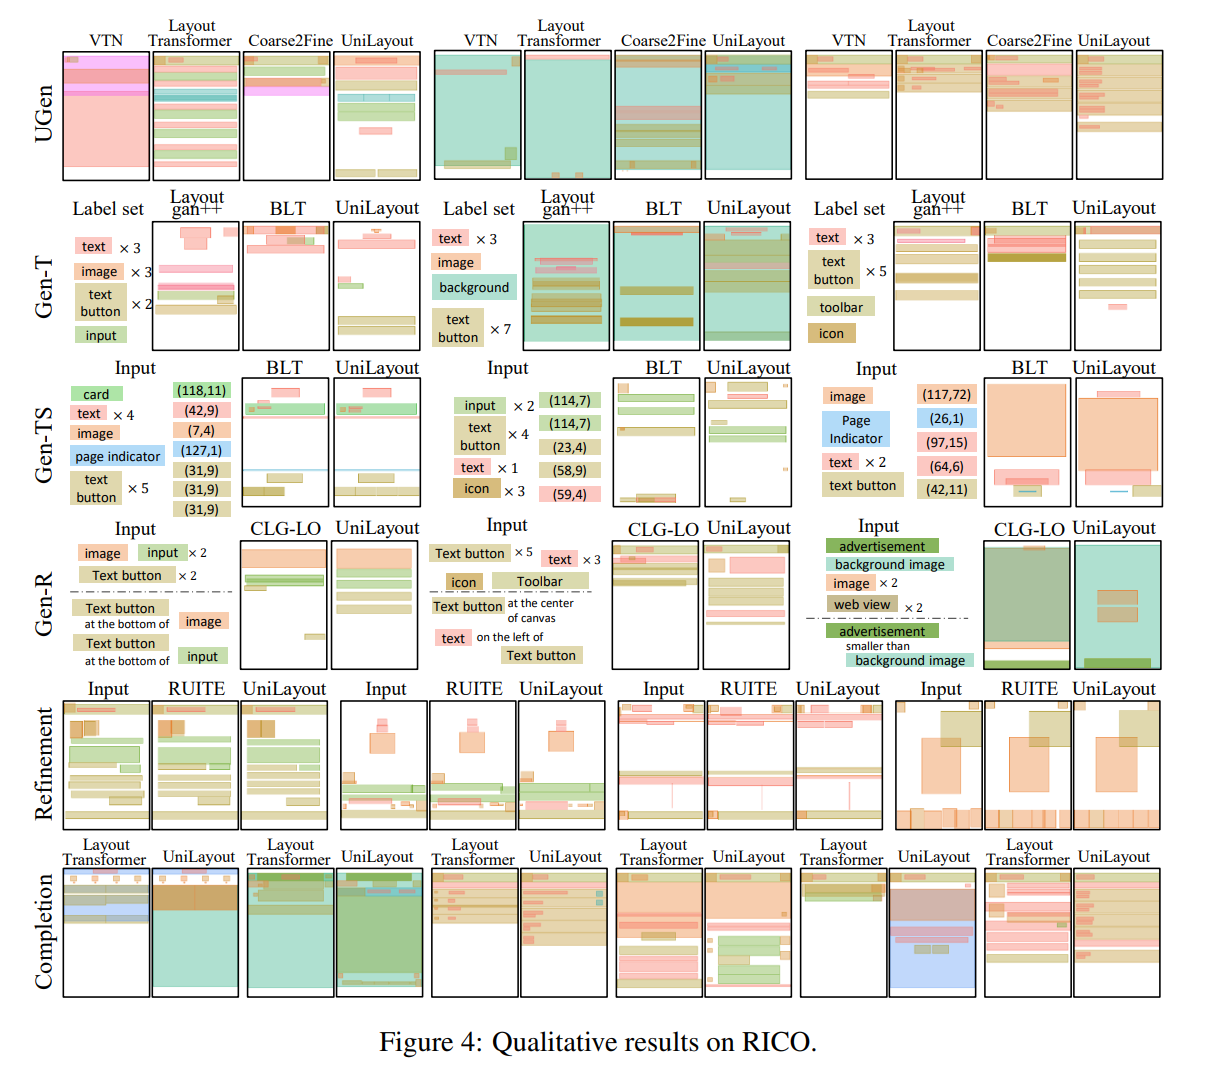 UGen
VTN
Layout
Transformer
Coarse2Fine
UniLayout
VTN
Layout
Transformer
Coarse2Fine
UniLayout
VTN
Layout
Transformer
Coarse2Fine
UniLayout
Gen-T
Label set
Layout
gan++
BLT
UniLayout
text × 3
image × 3
text
button × 2
input
Label set
Layout
gan++
BLT
UniLayout
text × 3
image
background
text
button × 7
Label set
Layout
gan++
BLT
UniLayout
text × 3
text
button × 5
toolbar
icon
Gen-TS
Input
BLT
UniLayout
card
text × 4
image
page indicator
text
button × 5
(118,11)
(42,9)
(7,4)
(127,1)
(31,9)
(31,9)
(31,9)
Input
BLT
UniLayout
input × 2
text
button × 4
text × 1
icon × 3
(114,7)
(114,7)
(23,4)
(58,9)
(59,4)
Input
BLT
UniLayout
image
Page
Indicator
text × 2
text button
(117,72)
(26,1)
(97,15)
(64,6)
(42,11)
Gen-R
Input
CLG-LO
UniLayout
image input × 2
Text button × 2
Text button
at the bottom of image
Text button
at the bottom of input
Input
CLG-LO
UniLayout
Text button × 5
text × 3
icon Toolbar
Text button at the center
of canvas
text on the left of
Text button
Input
CLG-LO
UniLayout
advertisement
background image
image × 2
web view × 2
advertisement
smaller than
background image
Refinement
Input
RUITE
UniLayout
Input
RUITE
UniLayout
Input
RUITE
UniLayout
Input
RUITE
UniLayout
Completion
Layout
Transformer
UniLayout
Layout
Transformer
UniLayout
Layout
Transformer
UniLayout
Layout
Transformer
UniLayout
Layout
Transformer
UniLayout
Layout
Transformer
UniLayout
Figure 4: Qualitative results on RICO.